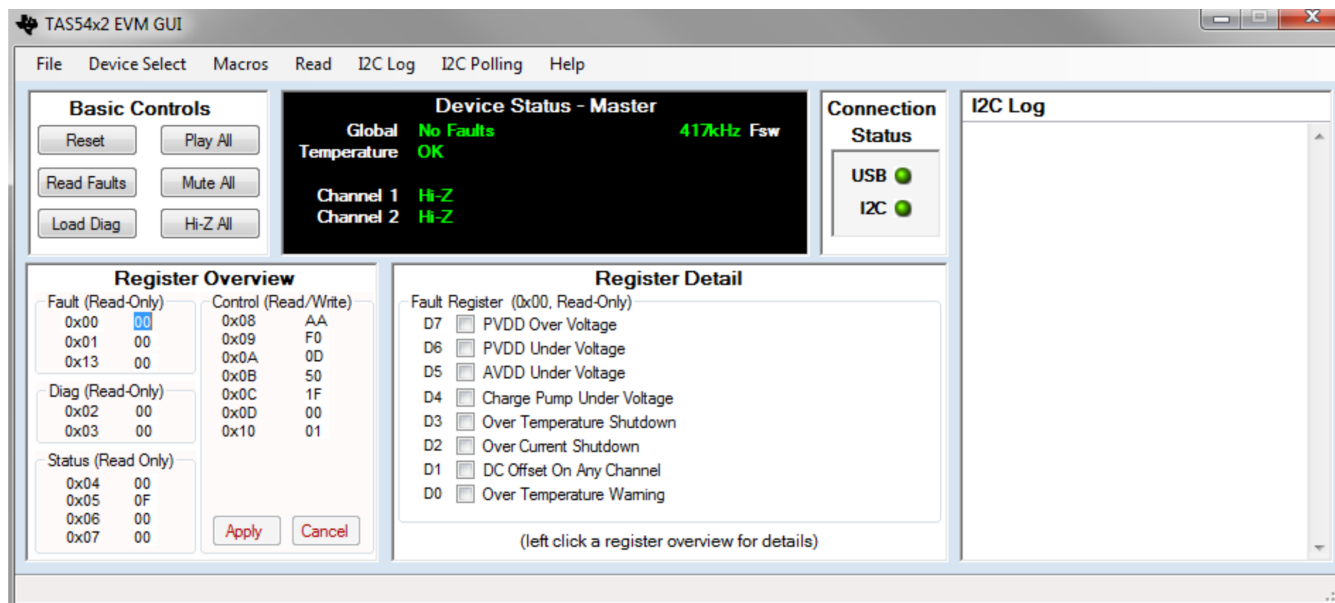 TAS54x2 EVM GUI
File Device Select Macros Read I2C Log I2C Polling Help
Basic Controls
Reset Play All
Read Faults Mute All
Load Diag Hi-Z All
Device Status - Master
Global No Faults 417kHz Fsw
Temperature OK
Channel 1 Hi-Z
Channel 2 Hi-Z
Connection
Status
USB
I2C
I2C Log
Register Overview
Fault (Read-Only)
0x00 00
0x01 00
0x13 00
Diag (Read-Only)
0x02 00
0x03 00
Status (Read Only)
0x04 00
0x05 0F
0x06 00
0x07 00
Control (Read/Write)
0x08 AA
0x09 F0
0x0A 0D
0x0B 50
0x0C 1F
0x0D 00
0x10 01
Apply Cancel
Register Detail
Fault Register (0x00, Read-Only)
D7 PVDD Over Voltage
D6 PVDD Under Voltage
D5 AVDD Under Voltage
D4 Charge Pump Under Voltage
D3 Over Temperature Shutdown
D2 Over Current Shutdown
D1 DC Offset On Any Channel
D0 Over Temperature Warning
(left click a register overview for details)